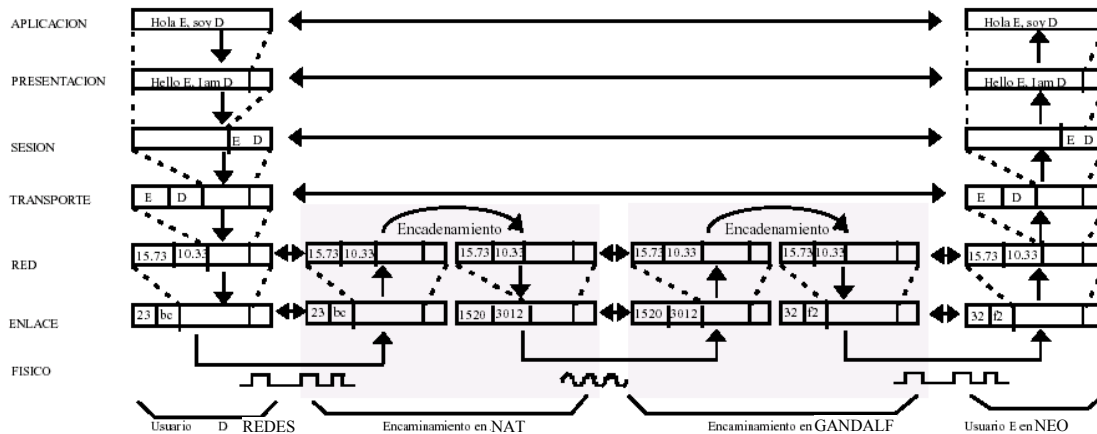 APLICACION Hola E, soy D Hola E, soy D
PRESENTACION Hello E, I am D Hello E, I am D
SESION E D E D
TRANSPORTE E D E D
Encadenamiento Encadenamiento
RED 15.73 10.33 15.73 10.33 15.73 10.33 15.73 10.33 15.73 10.33 15.73 10.33
ENLACE 23 bc 23 bc 1520 3012 1520 3012 32 f2 32 f2
FISICO
Usuario D REDES Encaminamiento en NAT Encaminamiento en GANDALF Usuario E en NEO